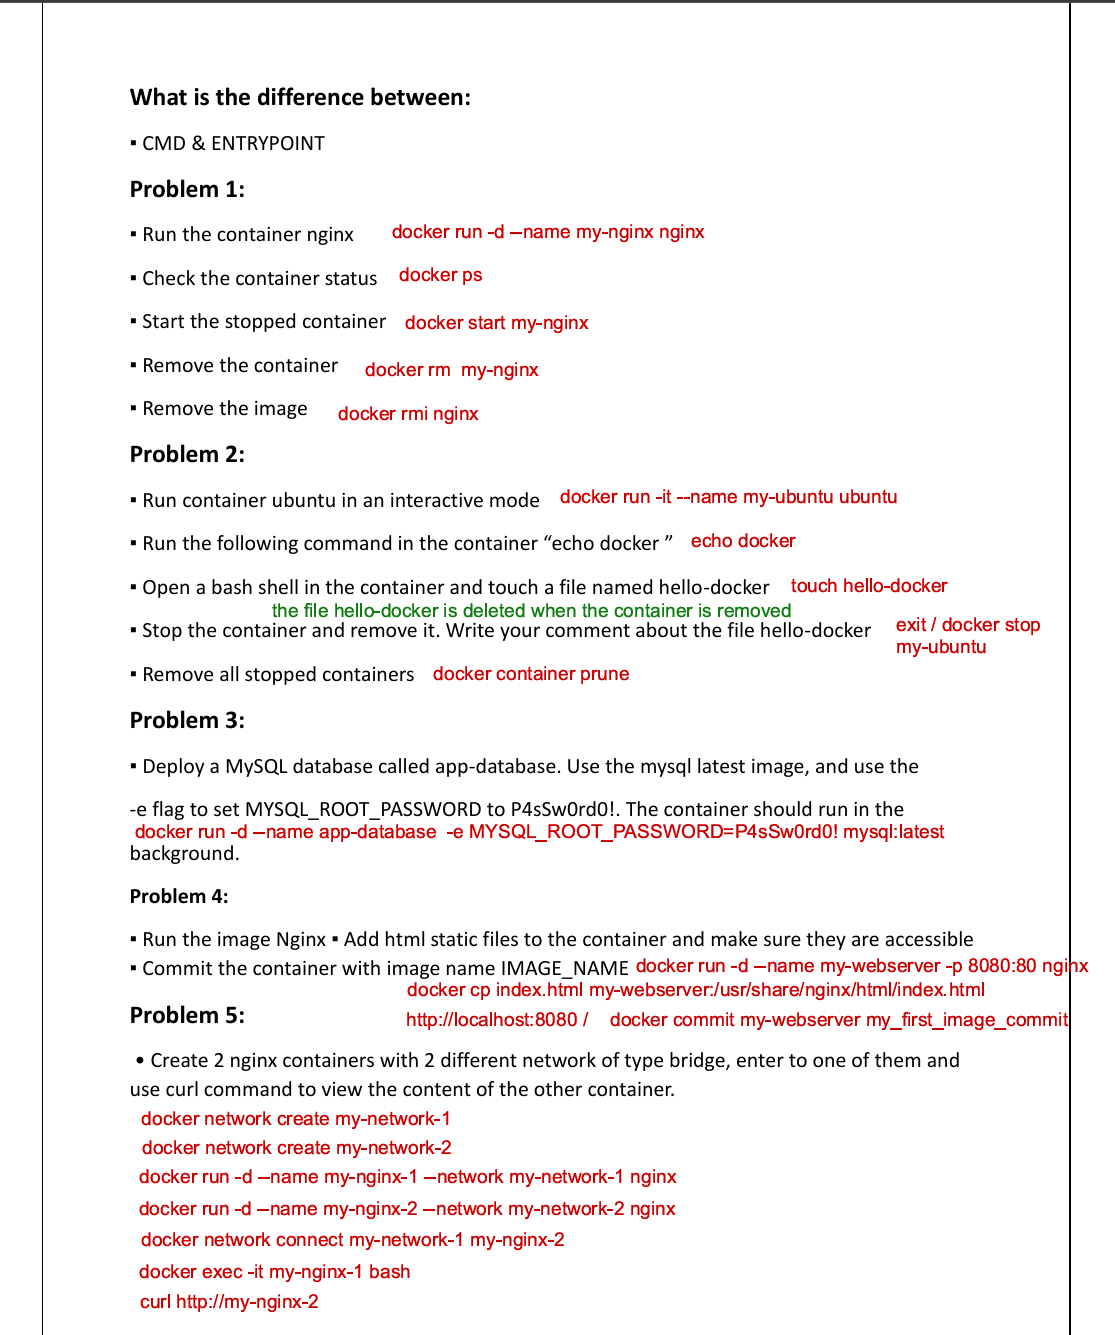 What is the difference between:
▪ CMD & ENTRYPOINT
Problem 1:
▪ Run the container nginx docker run -d –name my-nginx nginx
▪ Check the container status docker ps
▪ Start the stopped container docker start my-nginx
▪ Remove the container docker rm  my-nginx
▪ Remove the image docker rmi nginx
Problem 2:
▪ Run container ubuntu in an interactive mode docker run -it --name my-ubuntu ubuntu
▪ Run the following command in the container “echo docker ” echo docker
▪ Open a bash shell in the container and touch a file named hello-docker touch hello-docker
the file hello-docker is deleted when the container is removed
▪ Stop the container and remove it. Write your comment about the file hello-docker exit / docker stop
my-ubuntu
▪ Remove all stopped containers docker container prune
Problem 3:
▪ Deploy a MySQL database called app-database. Use the mysql latest image, and use the
-e flag to set MYSQL_ROOT_PASSWORD to P4sSw0rd0!. The container should run in the
docker run -d –name app-database  -e MYSQL_ROOT_PASSWORD=P4sSw0rd0! mysql:latest
background.
Problem 4:
▪ Run the image Nginx ▪ Add html static files to the container and make sure they are accessible
▪ Commit the container with image name IMAGE_NAME docker run -d –name my-webserver -p 8080:80 nginx
docker cp index.html my-webserver:/usr/share/nginx/html/index.html
Problem 5: http://localhost:8080 / docker commit my-webserver my_first_image_commit
• Create 2 nginx containers with 2 different network of type bridge, enter to one of them and
use curl command to view the content of the other container.
docker network create my-network-1
docker network create my-network-2
docker run -d –name my-nginx-1 –network my-network-1 nginx
docker run -d –name my-nginx-2 –network my-network-2 nginx
docker network connect my-network-1 my-nginx-2
docker exec -it my-nginx-1 bash
curl http://my-nginx-2